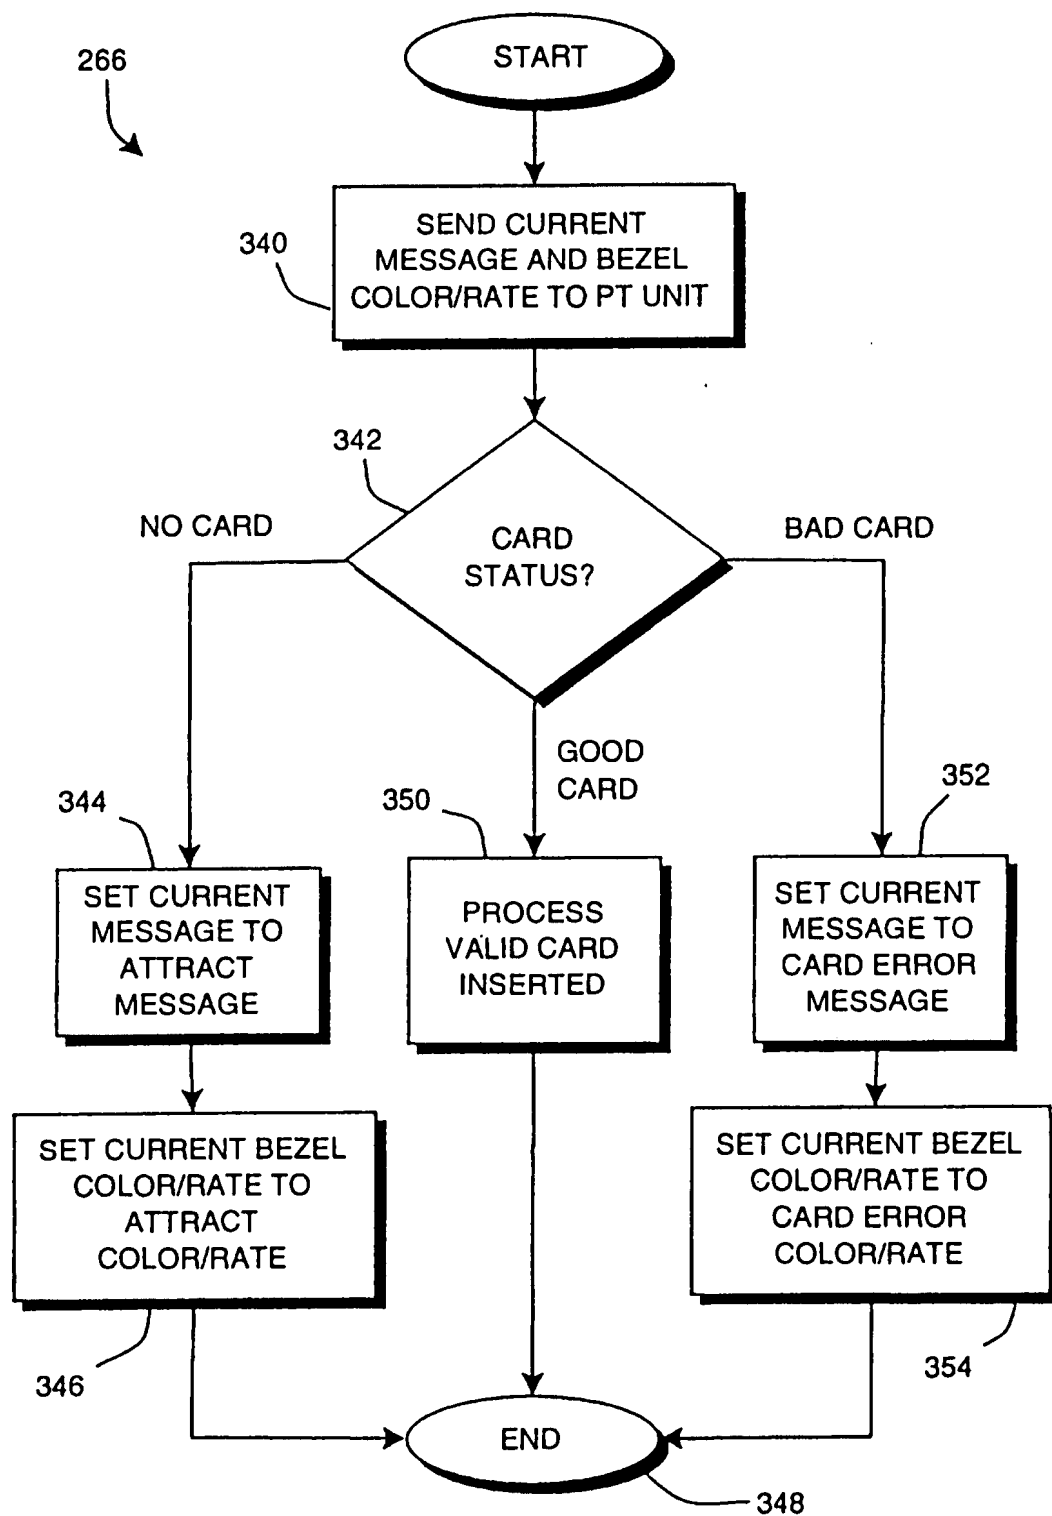 START
266
SEND CURRENT
MESSAGE AND BEZEL
COLOR/RATE TO PT UNIT
340
342
CARD
STATUS?
NO CARD
BAD CARD
GOOD
CARD
344
350
352
SET CURRENT
MESSAGE TO
ATTRACT
MESSAGE
PROCESS
VALID CARD
INSERTED
SET CURRENT
MESSAGE TO
CARD ERROR
MESSAGE
SET CURRENT BEZEL
COLOR/RATE TO
ATTRACT
COLOR/RATE
SET CURRENT BEZEL
COLOR/RATE TO
CARD ERROR
COLOR/RATE
346
354
END
348